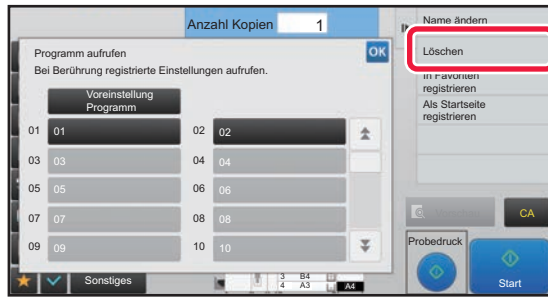 Anzahl Kopien 1
Name ändern
Programm aufrufen
OK
Löschen
Bei Berührung registrierte Einstellungen aufrufen.
In Favoriten
registrieren
Voreinstellung
Programm
Als Startseite
registrieren
01 01 02 02
03 03 04 04
05 05 06 06
07 07 08 08
CA
09 09 10 10
Probedruck
Sonstiges
3 B4
4 A3
A4
Start